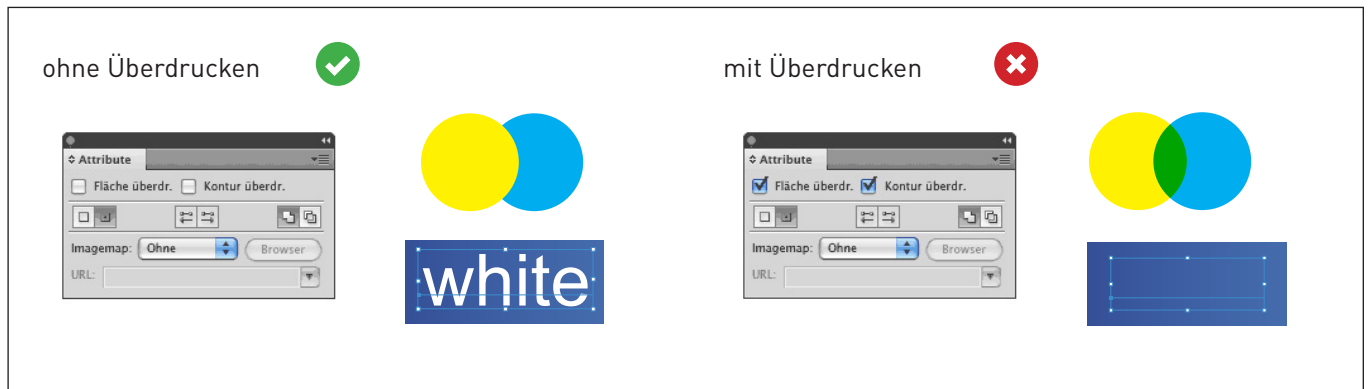 ohne Überdrucken
Attribute
Fläche überdr. Kontur überdr.
Imagemap: Ohne Browser
URL:
white
mit Überdrucken
Attribute
Fläche überdr. Kontur überdr.
Imagemap: Ohne Browser
URL: